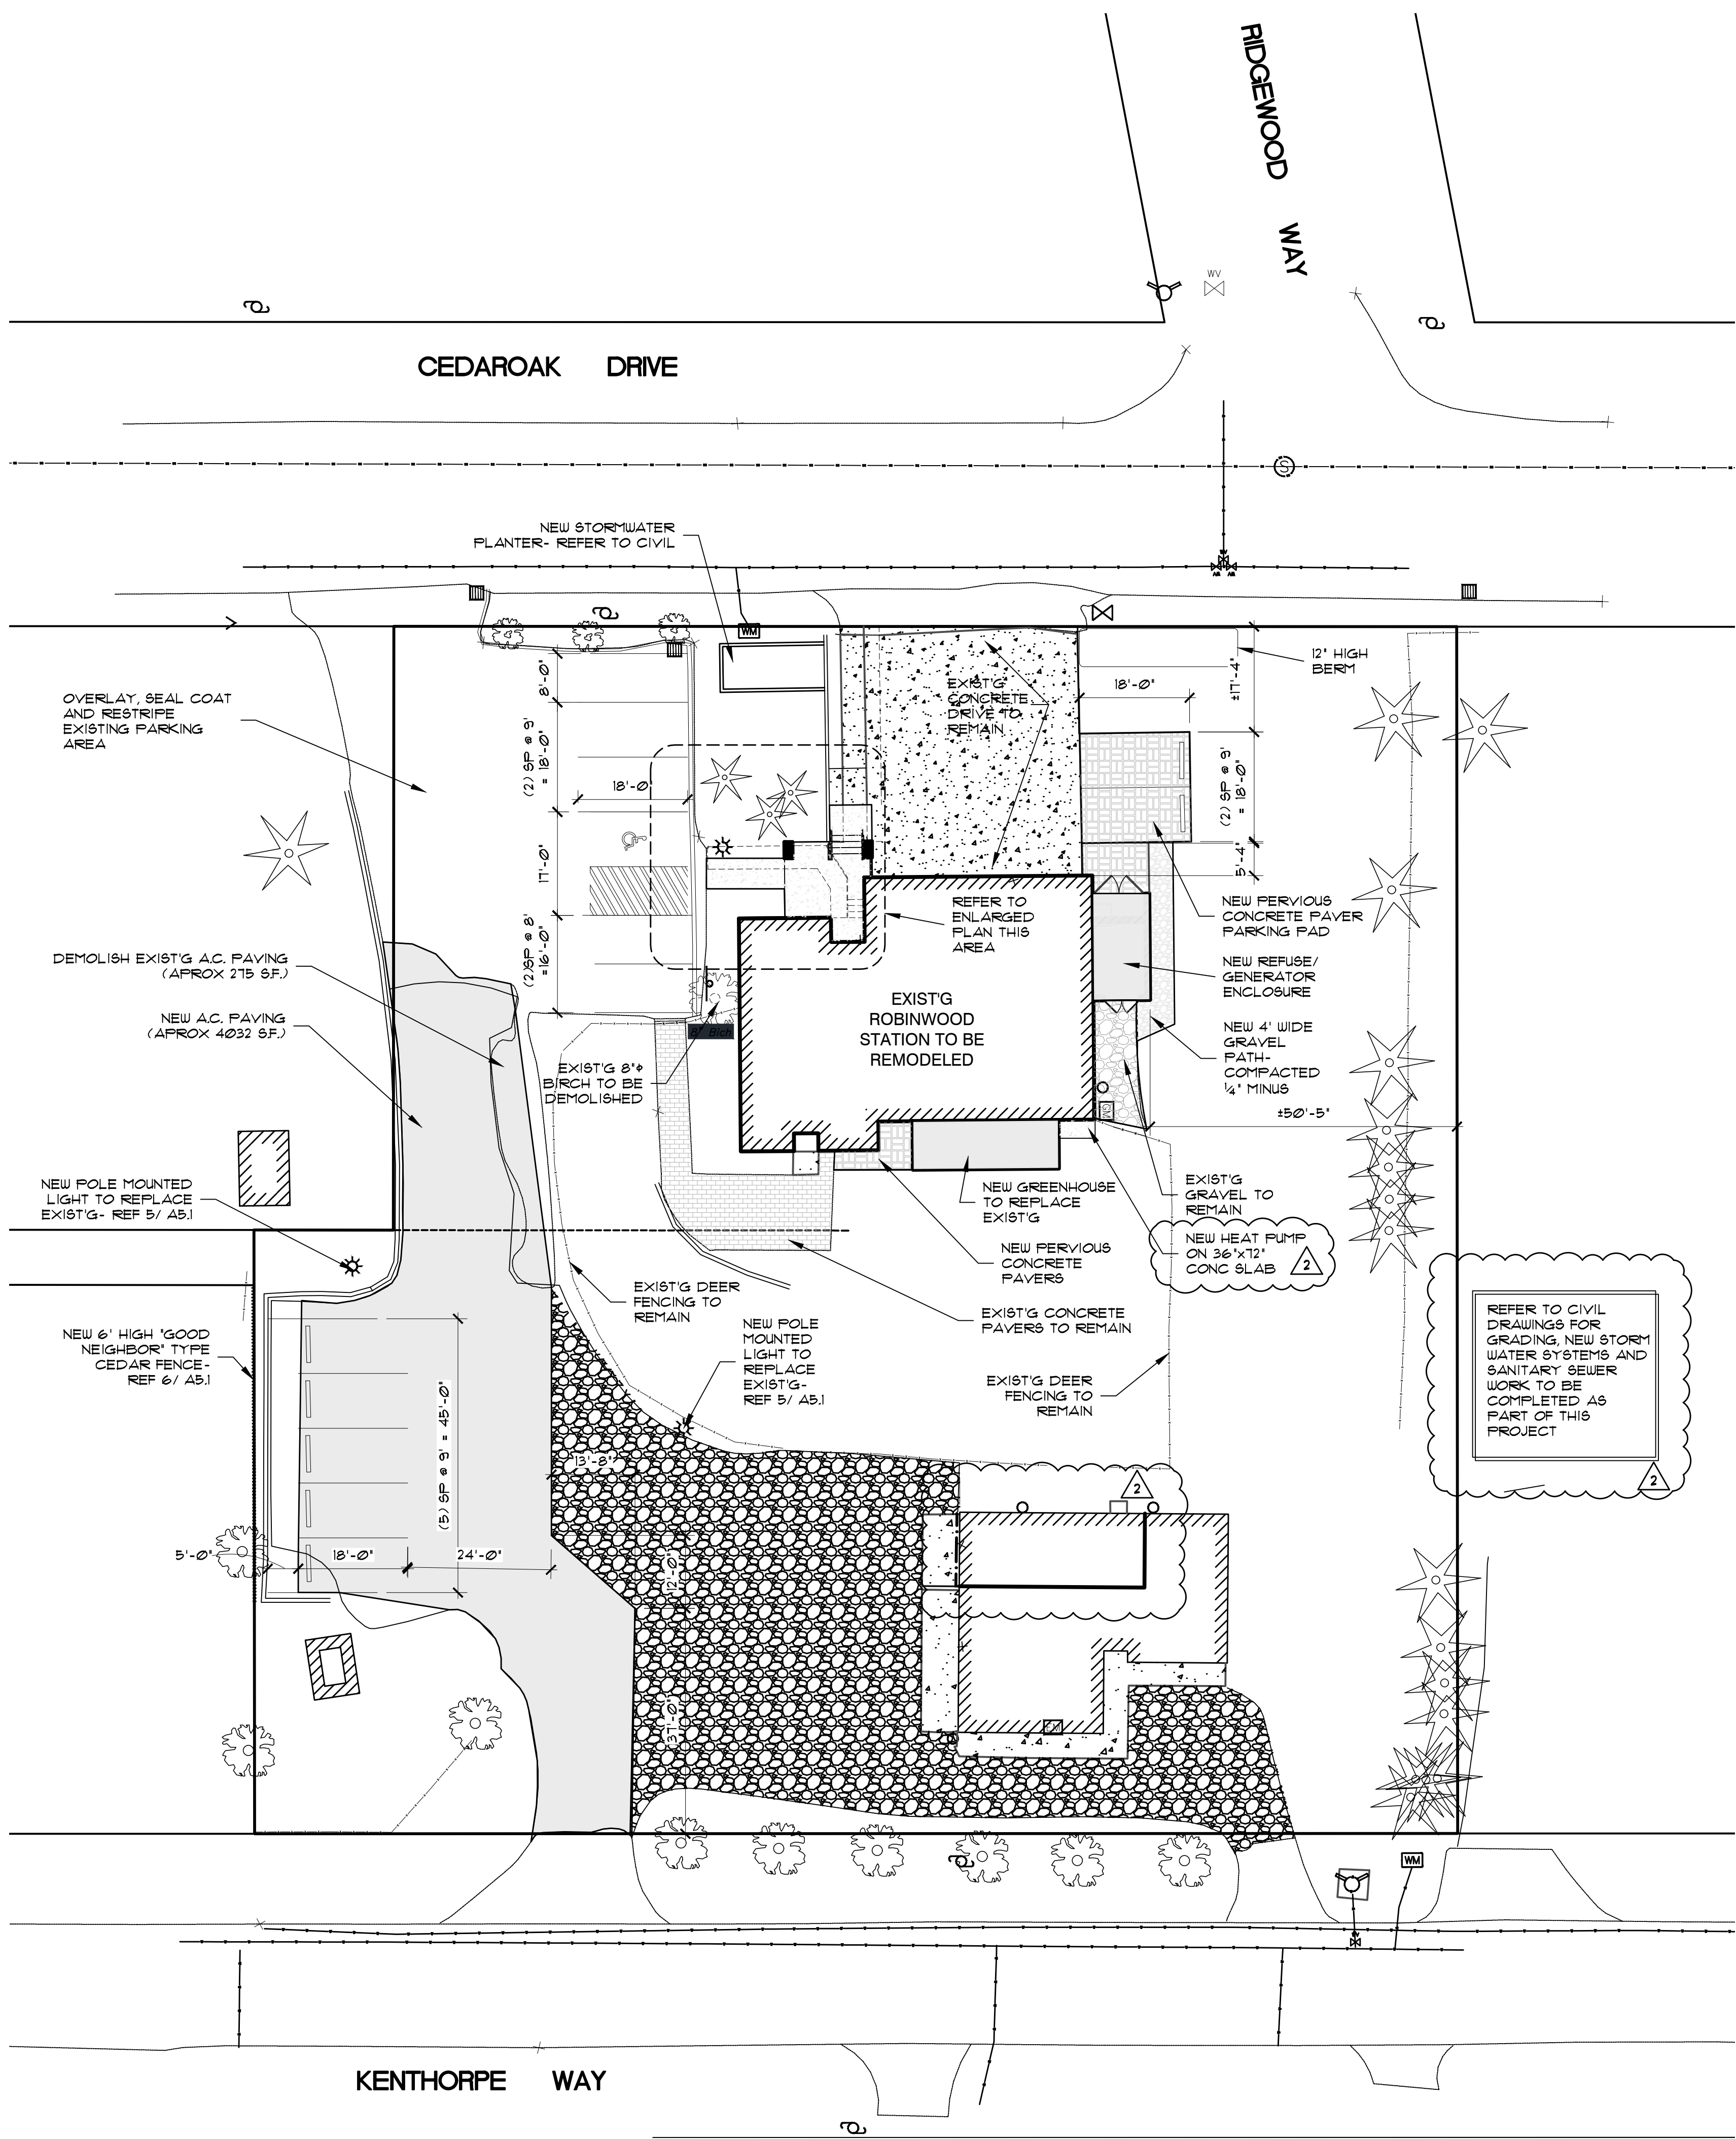 RIDGEWOOD WAY
WV
CEDAROAK DRIVE
S
NEW STORMWATER
PLANTER- REFER TO CIVIL
WM
12" HIGH
BERM
8'-0"
±17'-4"
18'-0"
EXIST'G
CONCRETE
DRIVE TO
REMAIN
OVERLAY, SEAL COAT
AND RESTRIPE
EXISTING PARKING
AREA
(2) SP @ 9'
= 18'-0"
18'-0
(2) SP @ 9'
= 18'-0"
17'-0"
5'-4"
REFER TO
ENLARGED
PLAN THIS
AREA
NEW PERVIOUS
CONCRETE PAVER
PARKING PAD
(2)SP @ 8'
=16'-0"
DEMOLISH EXIST'G A.C. PAVING
(APROX 275 S.F.)
NEW REFUSE/
GENERATOR
ENCLOSURE
NEW A.C. PAVING
(APROX 4032 S.F.)
EXIST'G
ROBINWOOD
STATION TO BE
REMODELED
8" Bich
NEW 4' WIDE
GRAVEL
PATH-
COMPACTED
¼" MINUS
EXIST'G 8"ϕ
BIRCH TO BE
DEMOLISHED
GM
±50'-5"
NEW POLE MOUNTED
LIGHT TO REPLACE
EXIST'G- REF 5/ A5.1
NEW GREENHOUSE
TO REPLACE
EXIST'G
EXIST'G
GRAVEL TO
REMAIN
NEW HEAT PUMP
ON 36"x72"
CONC SLAB
2
NEW PERVIOUS
CONCRETE
PAVERS
EXIST'G DEER
FENCING TO
REMAIN
EXIST'G CONCRETE
PAVERS TO REMAIN
NEW 6' HIGH "GOOD
NEIGHBOR" TYPE
CEDAR FENCE-
REF 6/ A5.1
NEW POLE
MOUNTED
LIGHT TO
REPLACE
EXIST'G-
REF 5/ A5.1
EXIST'G DEER
FENCING TO
REMAIN
REFER TO CIVIL
DRAWINGS FOR
GRADING, NEW STORM
WATER SYSTEMS AND
SANITARY SEWER
WORK TO BE
COMPLETED AS
PART OF THIS
PROJECT
2
(5) SP @ 9' = 45'-0"
13'-8"
2
5'-0"
18'-0"
24'-0"
12'-0"
37'-0"
WM
KENTHORPE WAY